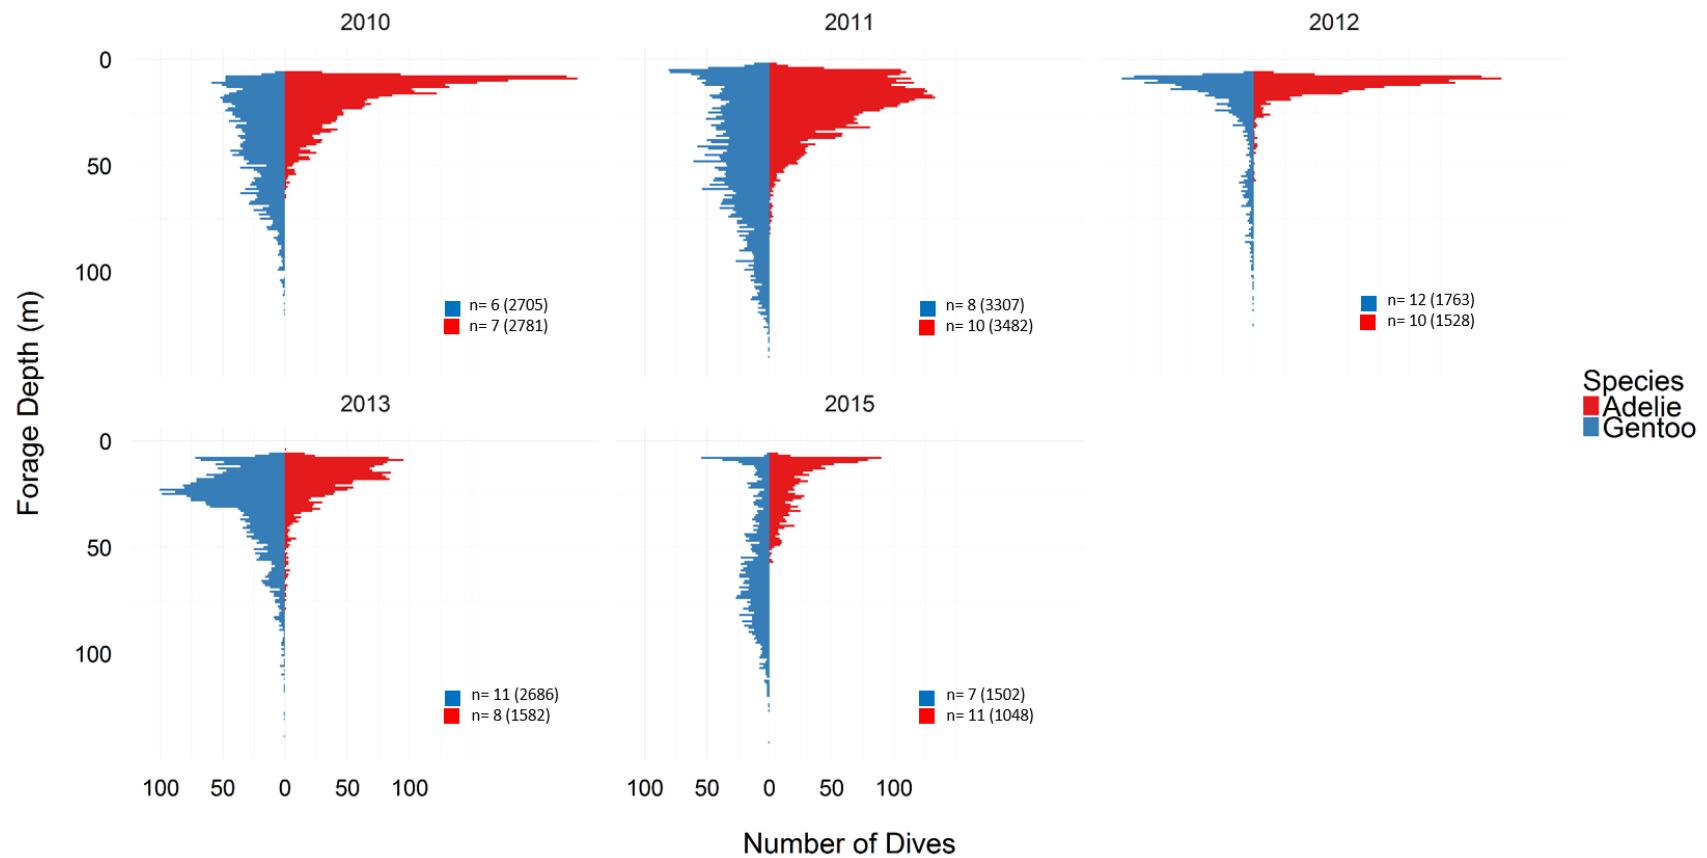 2010
2011
2012
0
50
100
n= 6 (2705)
n= 7 (2781)
n= 8 (3307)
n= 10 (3482)
n= 12 (1763)
n= 10 (1528)
Forage Depth (m)
2013
2015
0
50
100
n= 11 (2686)
n= 8 (1582)
n= 7 (1502)
n= 11 (1048)
Species
Adelie
Gentoo
100 50 0 50 100
100 50 0 50 100
Number of Dives